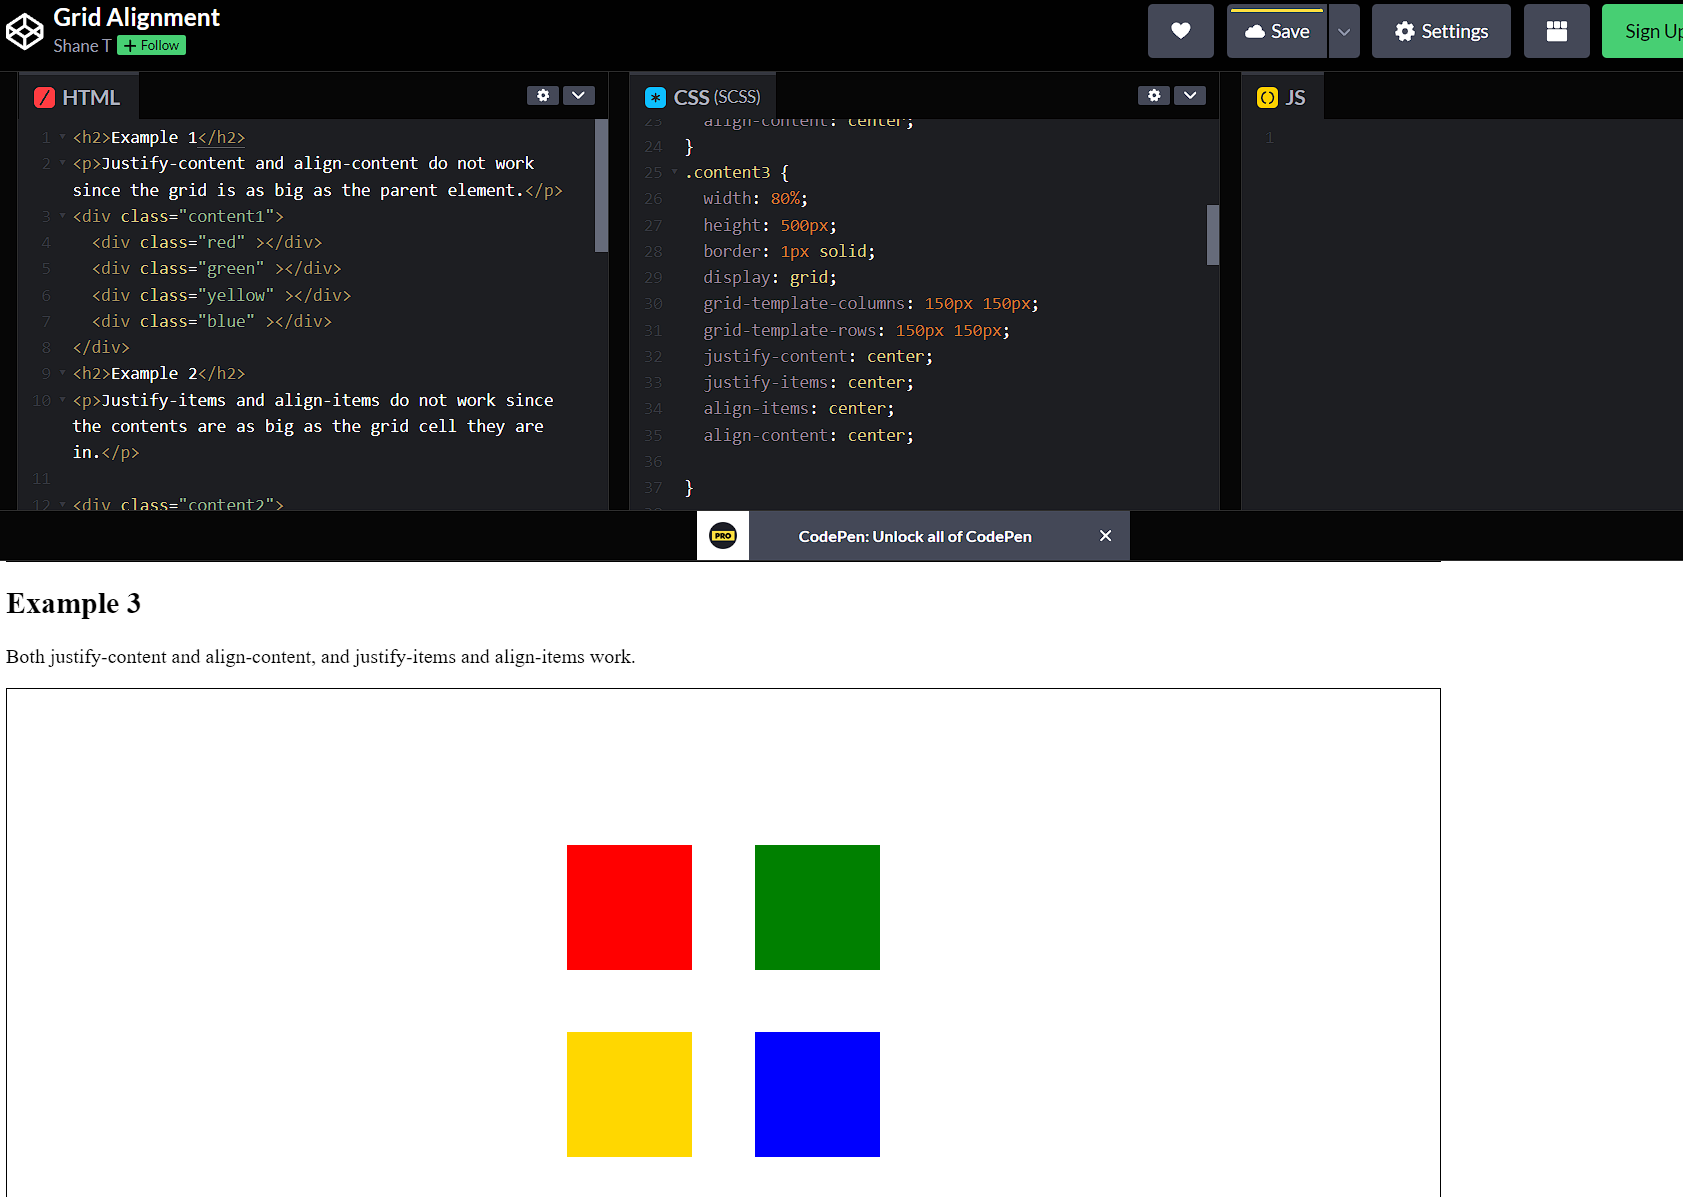 Grid Alignment
Shane T + Follow
Save
Settings
Sign Up
HTML
1 <h2>Example 1</h2>
2 <p>Justify-content and align-content do not work
since the grid is as big as the parent element.</p>
3 <div class="content1">
4 <div class="red" ></div>
5 <div class="green" ></div>
6 <div class="yellow" ></div>
7 <div class="blue" ></div>
8 </div>
9 <h2>Example 2</h2>
10 <p>Justify-items and align-items do not work since
the contents are as big as the grid cell they are
in.</p>
11
12 <div class="content2">
CSS (SCSS)
23 align-content: center;
24 }
25 .content3 {
26 width: 80%;
27 height: 500px;
28 border: 1px solid;
29 display: grid;
30 grid-template-columns: 150px 150px;
31 grid-template-rows: 150px 150px;
32 justify-content: center;
33 justify-items: center;
34 align-items: center;
35 align-content: center;
36
37 }
JS
1
PRO
CodePen: Unlock all of CodePen
Example 3
Both justify-content and align-content, and justify-items and align-items work.